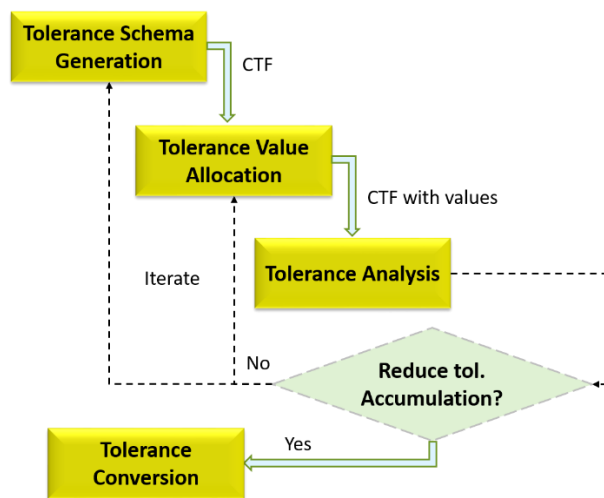 Tolerance Schema
Generation
CTF
Tolerance Value
Allocation
CTF with values
Tolerance Analysis
Iterate
No
Reduce tol.
Accumulation?
Yes
Tolerance
Conversion